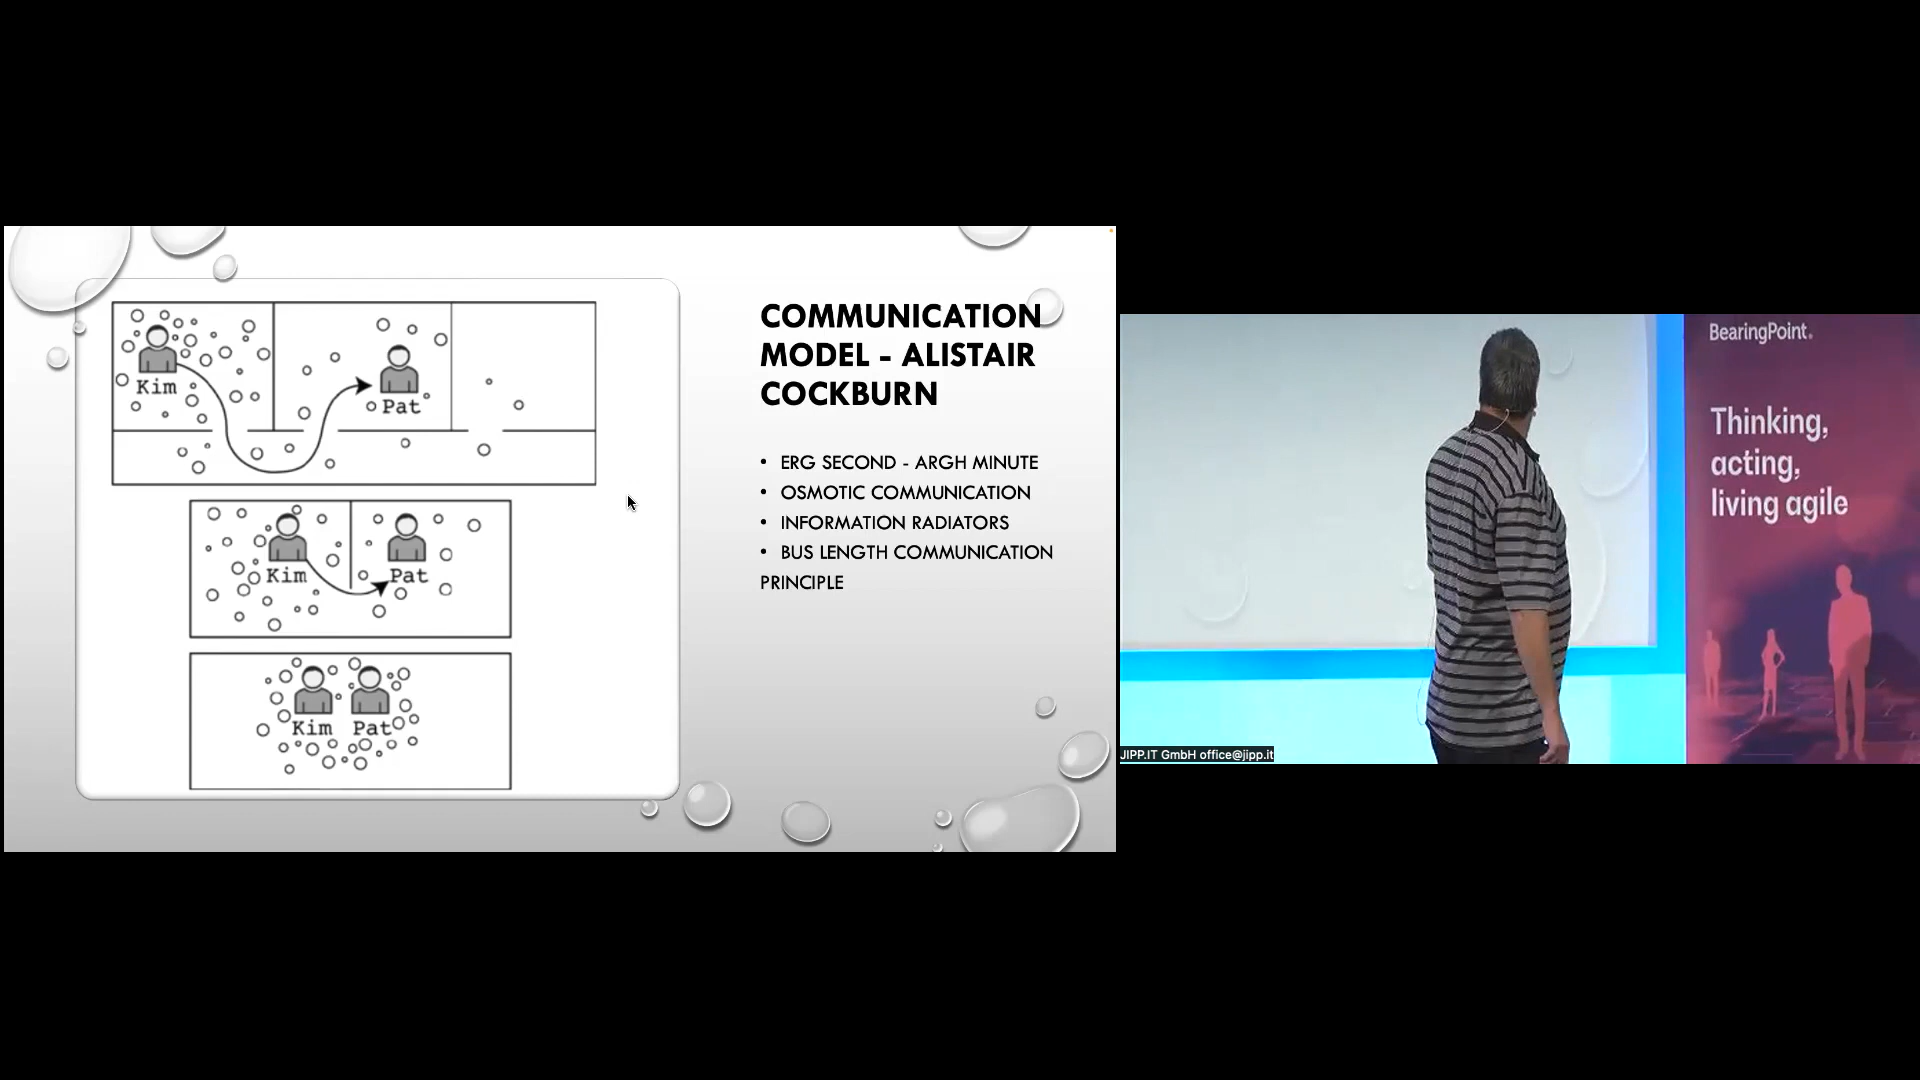 COMMUNICATION
MODEL - ALISTAIR
COCKBURN
• ERG SECOND - ARGH MINUTE
• OSMOTIC COMMUNICATION
• INFORMATION RADIATORS
• BUS LENGTH COMMUNICATION
PRINCIPLE
Kim
Pat
Kim
Pat
Kim
Pat
BearingPoint.
Thinking,
acting,
living agile
JIPP.IT GmbH office@jipp.it